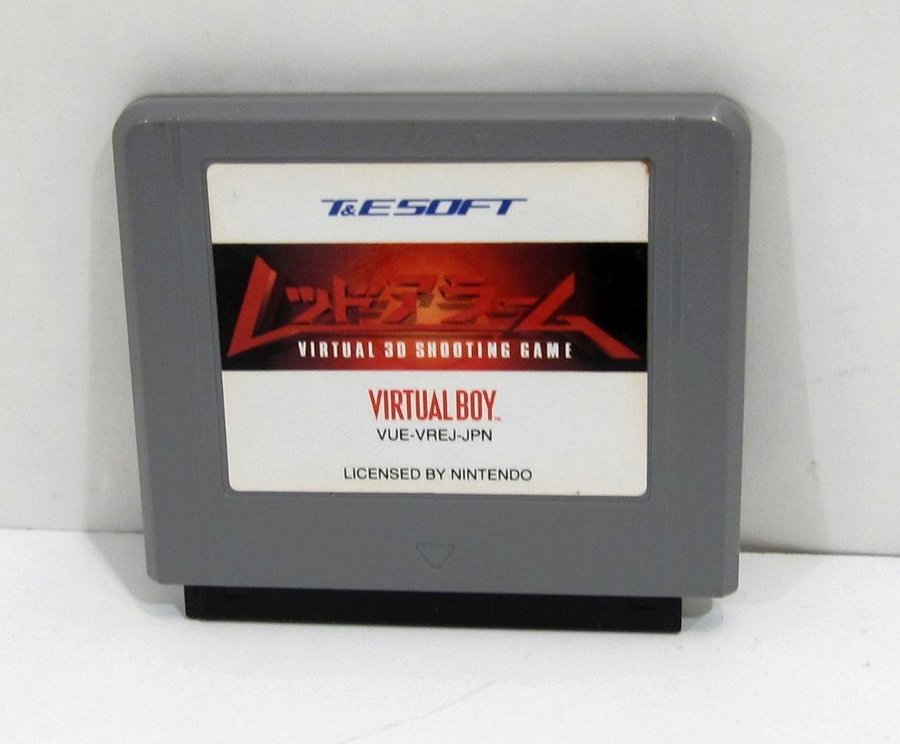 T&ESOFT
レッドアラーム
VIRTUAL 3D SHOOTING GAME
VIRTUAL BOY™
VUE-VREJ-JPN
LICENSED BY NINTENDO